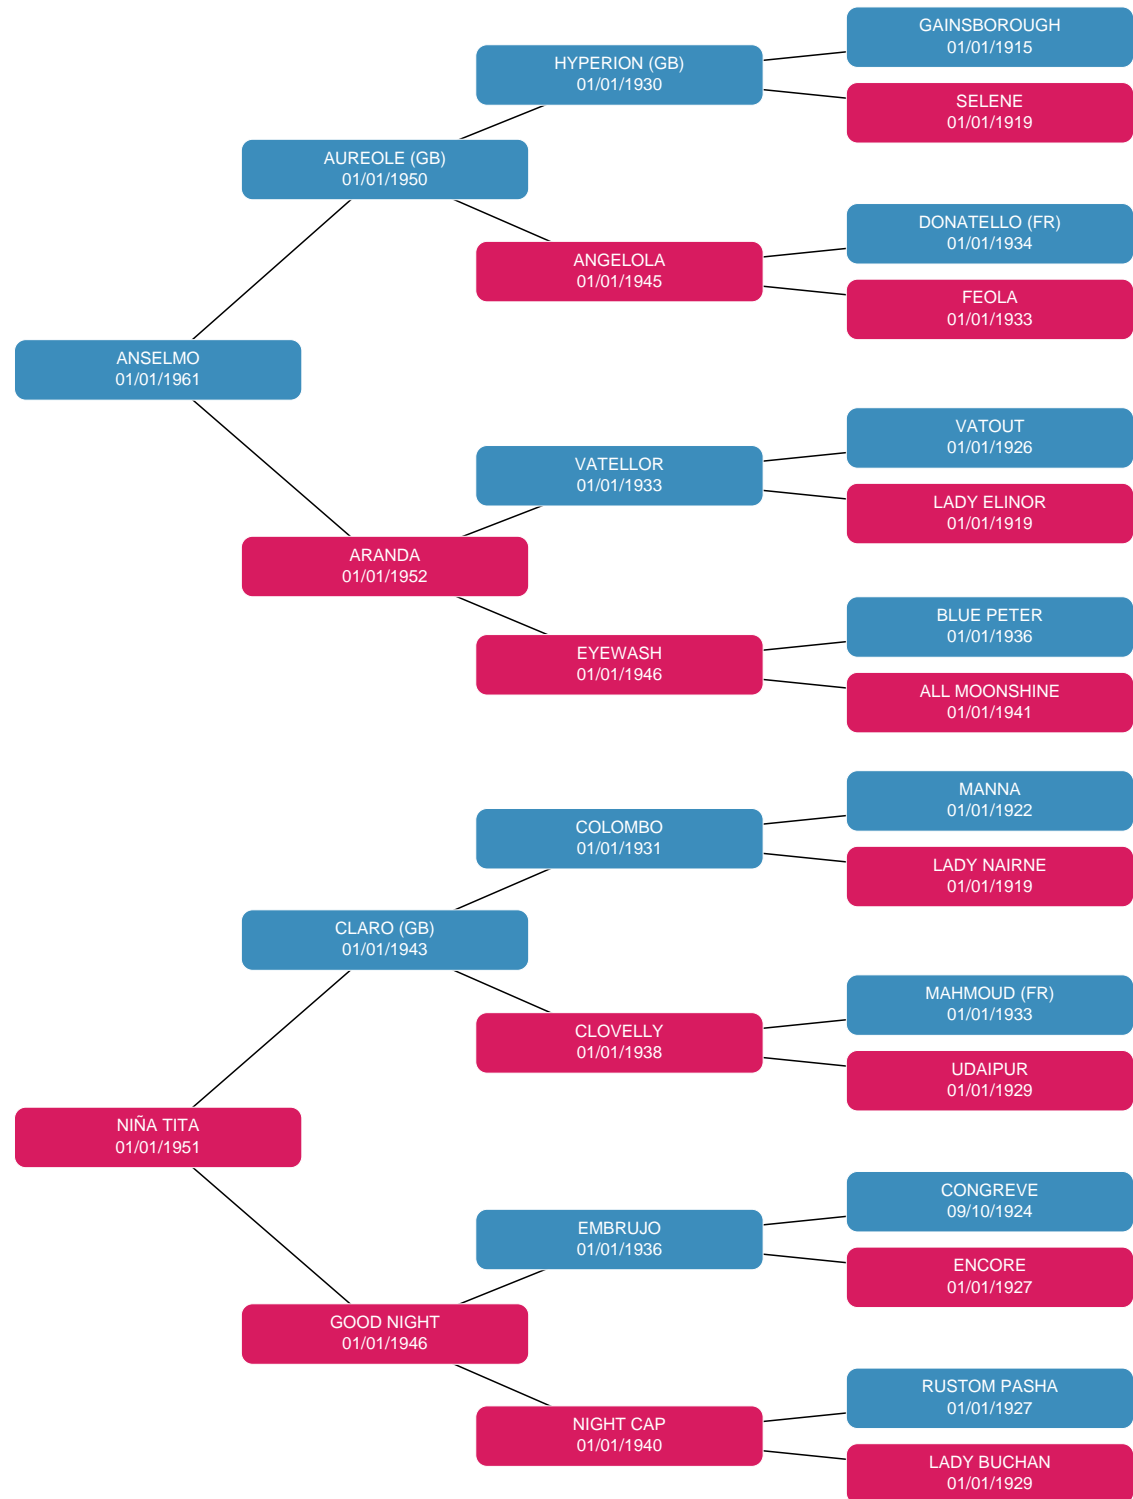 GAINSBOROUGH
01/01/1915
HYPERION (GB)
01/01/1930
SELENE
01/01/1919
AUREOLE (GB)
01/01/1950
DONATELLO (FR)
01/01/1934
ANGELOLA
01/01/1945
FEOLA
01/01/1933
ANSELMO
01/01/1961
VATOUT
01/01/1926
VATELLOR
01/01/1933
LADY ELINOR
01/01/1919
ARANDA
01/01/1952
BLUE PETER
01/01/1936
EYEWASH
01/01/1946
ALL MOONSHINE
01/01/1941
MANNA
01/01/1922
COLOMBO
01/01/1931
LADY NAIRNE
01/01/1919
CLARO (GB)
01/01/1943
MAHMOUD (FR)
01/01/1933
CLOVELLY
01/01/1938
UDAIPUR
01/01/1929
NIÑA TITA
01/01/1951
CONGREVE
09/10/1924
EMBRUJO
01/01/1936
ENCORE
01/01/1927
GOOD NIGHT
01/01/1946
RUSTOM PASHA
01/01/1927
NIGHT CAP
01/01/1940
LADY BUCHAN
01/01/1929